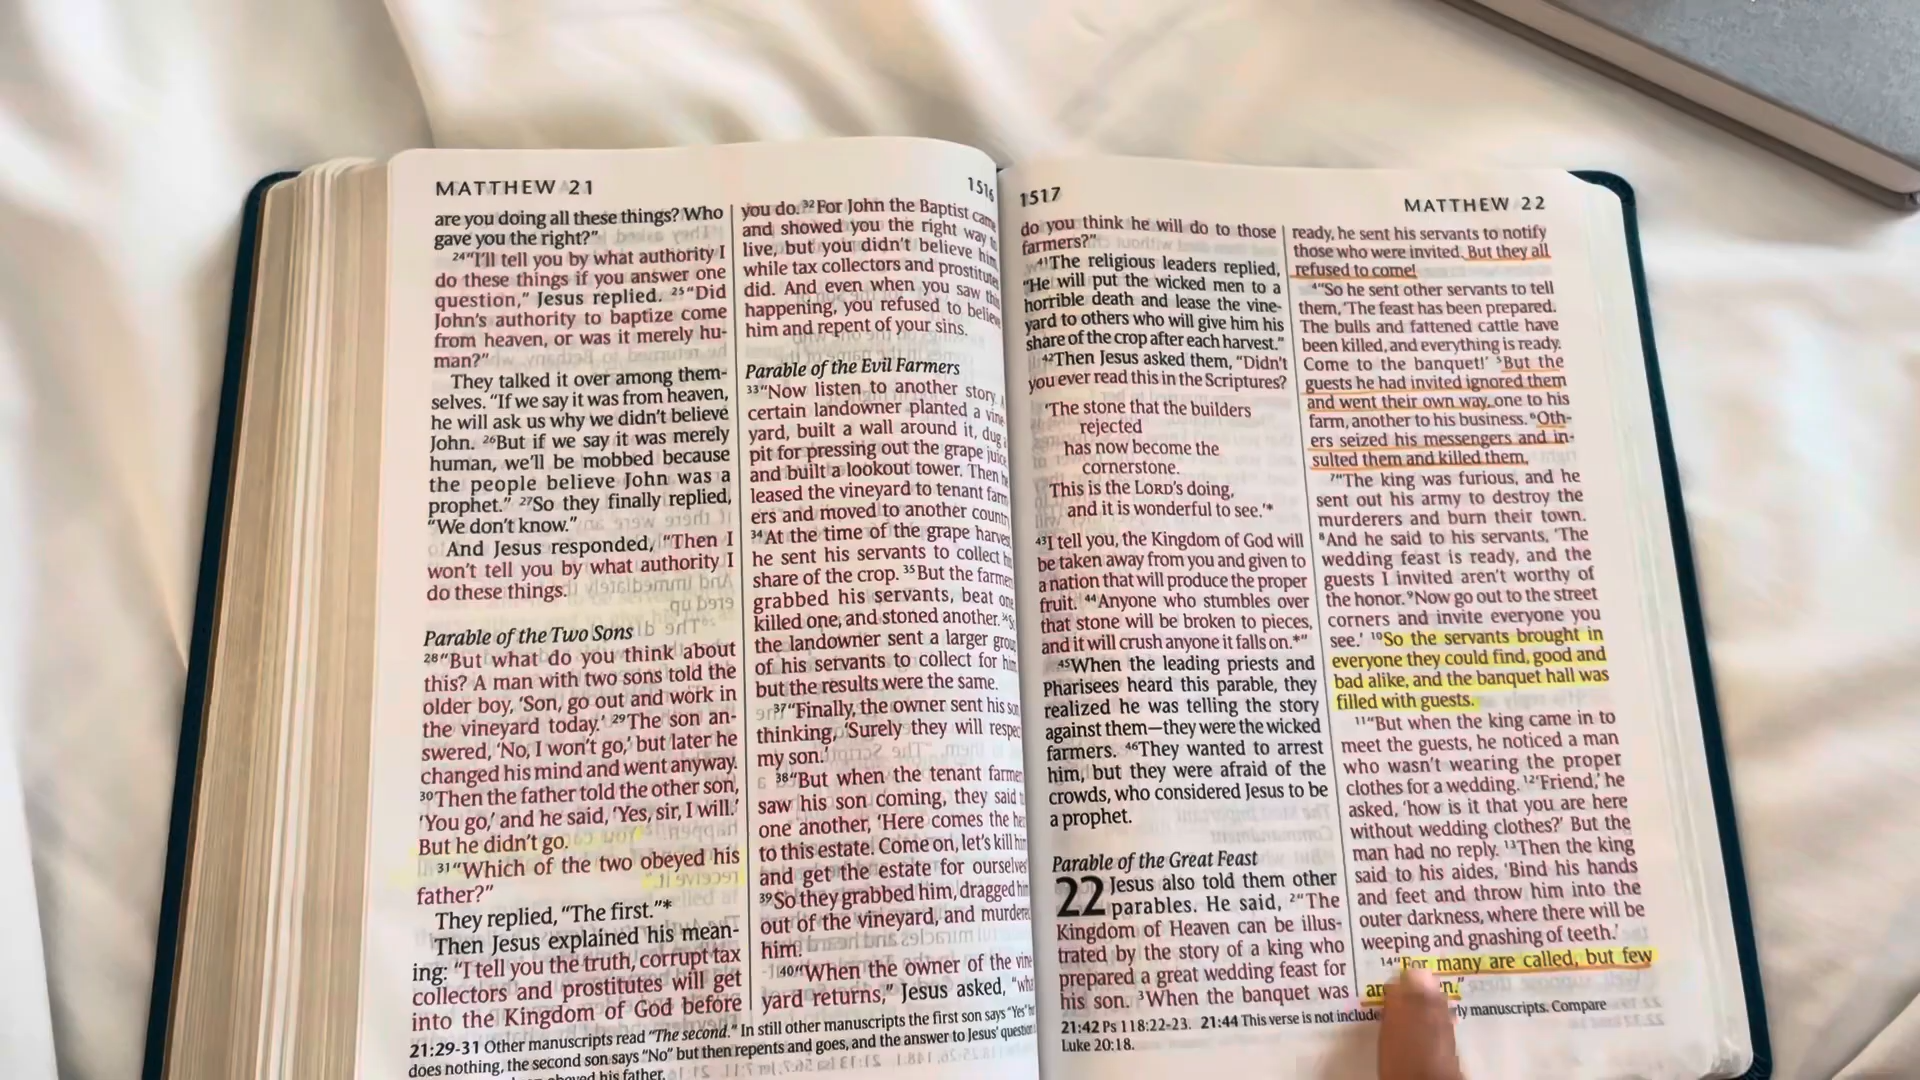 MATTHEW 21
1516
are you doing all these things? Who
gave you the right?”
24“I’ll tell you by what authority I
do these things if you answer one
question,” Jesus replied. 25“Did
John’s authority to baptize come
from heaven, or was it merely hu-
man?”
They talked it over among them-
selves. “If we say it was from heaven,
he will ask us why we didn’t believe
John. 26But if we say it was merely
human, we’ll be mobbed because
the people believe John was a
prophet.” 27So they finally replied,
“We don’t know.”
And Jesus responded, “Then I
won’t tell you by what authority I
do these things.
Parable of the Two Sons
28“But what do you think about
this? A man with two sons told the
older boy, ‘Son, go out and work in
the vineyard today.’ 29The son an-
swered, ‘No, I won’t go,’ but later he
changed his mind and went anyway.
30Then the father told the other son,
‘You go,’ and he said, ‘Yes, sir, I will.’
But he didn’t go.
31“Which of the two obeyed his
father?”
They replied, “The first.”*
Then Jesus explained his mean-
ing: “I tell you the truth, corrupt tax
collectors and prostitutes will get
into the Kingdom of God before
you do. 32For John the Baptist came
and showed you the right way to
live, but you didn’t believe him,
while tax collectors and prostitutes
did. And even when you saw this
happening, you refused to believe
him and repent of your sins.
Parable of the Evil Farmers
33“Now listen to another story. A
certain landowner planted a vine-
yard, built a wall around it, dug a
pit for pressing out the grape juice
and built a lookout tower. Then he
leased the vineyard to tenant farm
ers and moved to another country
34At the time of the grape harvest
he sent his servants to collect his
share of the crop. 35But the farmers
grabbed his servants, beat one
killed one, and stoned another. 36So
the landowner sent a larger group
of his servants to collect for him
but the results were the same.
37“Finally, the owner sent his son
thinking, ‘Surely they will respect
my son.’
38“But when the tenant farmers
saw his son coming, they said to
one another, ‘Here comes the heir
to this estate. Come on, let’s kill him
and get the estate for ourselves
39So they grabbed him, dragged him
out of the vineyard, and murdered
him.
40“When the owner of the vine
yard returns,” Jesus asked, “what
21:29-31 Other manuscripts read “The second.” In still other manuscripts the first son says “Yes” but
does nothing, the second son says “No” but then repents and goes, and the answer to Jesus’ question
obeyed his father.
1517
MATTHEW 22
do you think he will do to those
farmers?”
41The religious leaders replied,
“He will put the wicked men to a
horrible death and lease the vine-
yard to others who will give him his
share of the crop after each harvest.”
42Then Jesus asked them, “Didn’t
you ever read this in the Scriptures?
‘The stone that the builders
rejected
has now become the
cornerstone.
This is the LORD’s doing,
and it is wonderful to see.’*
43I tell you, the Kingdom of God will
be taken away from you and given to
a nation that will produce the proper
fruit. 44Anyone who stumbles over
that stone will be broken to pieces,
and it will crush anyone it falls on.*”
45When the leading priests and
Pharisees heard this parable, they
realized he was telling the story
against them—they were the wicked
farmers. 46They wanted to arrest
him, but they were afraid of the
crowds, who considered Jesus to be
a prophet.
Parable of the Great Feast
22 Jesus also told them other
parables. He said, 2“The
Kingdom of Heaven can be illus-
trated by the story of a king who
prepared a great wedding feast for
his son. 3When the banquet was
ready, he sent his servants to notify
those who were invited. But they all
refused to come!
4“So he sent other servants to tell
them, ‘The feast has been prepared.
The bulls and fattened cattle have
been killed, and everything is ready.
Come to the banquet!’ 5But the
guests he had invited ignored them
and went their own way, one to his
farm, another to his business. 6Oth-
ers seized his messengers and in-
sulted them and killed them.
7“The king was furious, and he
sent out his army to destroy the
murderers and burn their town.
8And he said to his servants, ‘The
wedding feast is ready, and the
guests I invited aren’t worthy of
the honor. 9Now go out to the street
corners and invite everyone you
see.’ 10So the servants brought in
everyone they could find, good and
bad alike, and the banquet hall was
filled with guests.
11“But when the king came in to
meet the guests, he noticed a man
who wasn’t wearing the proper
clothes for a wedding. 12‘Friend,’ he
asked, ‘how is it that you are here
without wedding clothes?’ But the
man had no reply. 13Then the king
said to his aides, ‘Bind his hands
and feet and throw him into the
outer darkness, where there will be
weeping and gnashing of teeth.’
14“For many are called, but few
21:42 Ps 118:22-23. 21:44 This verse is not manuscripts. Compare
Luke 20:18.